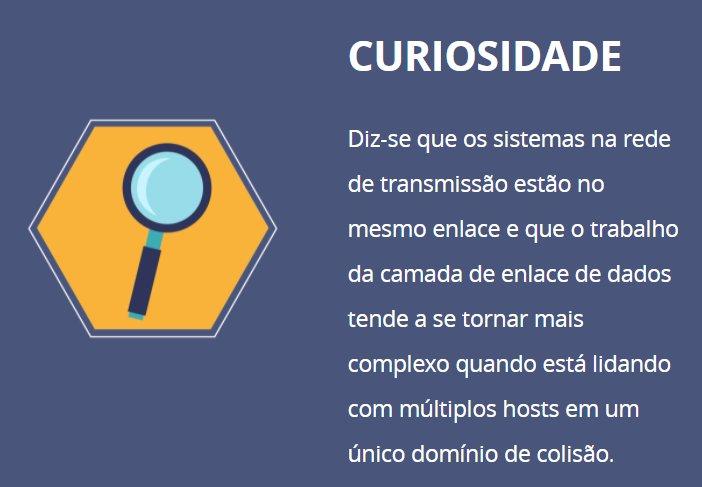 CURIOSIDADE
Diz-se que os sistemas na rede
de transmissão estão no
mesmo enlace e que o trabalho
da camada de enlace de dados
tende a se tornar mais
complexo quando está lidando
com múltiplos hosts em um
único domínio de colisão.